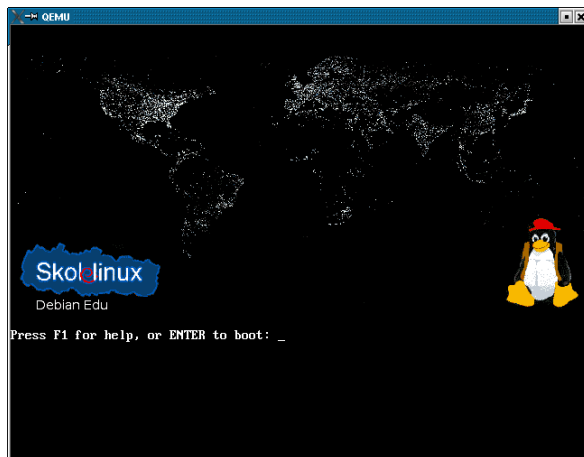 QEMU
Skolelinux
Debian Edu
Press F1 for help, or ENTER to boot: _